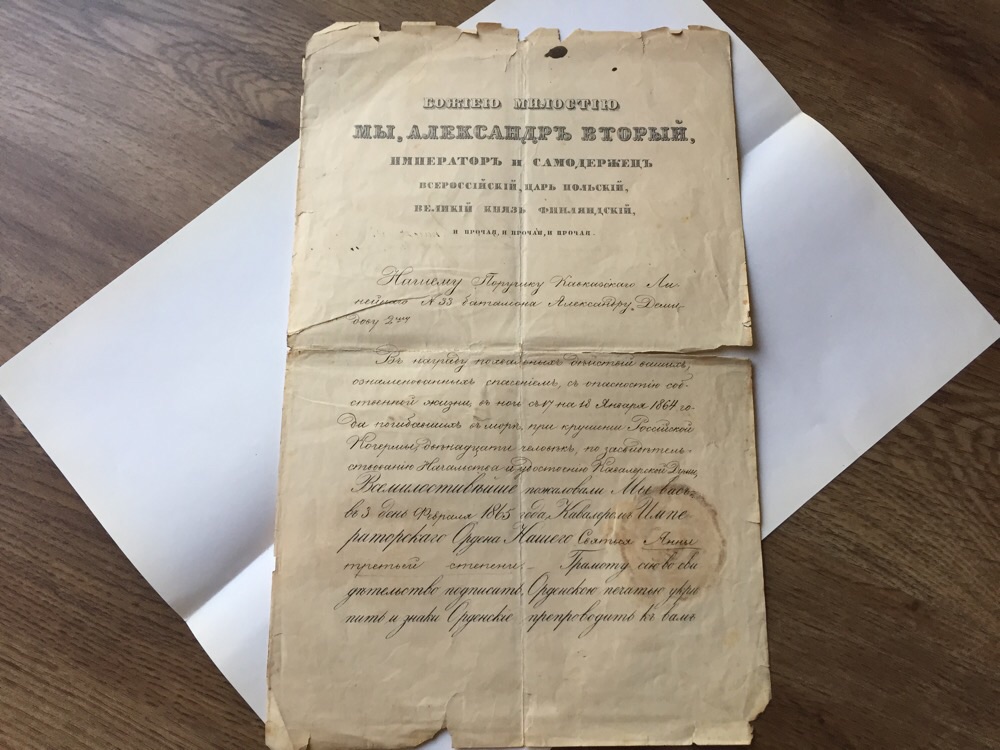 БОЖІЕЮ МИЛОСТІЮ
МЫ, АЛЕКСАНДРЪ ВТОРЫЙ,
ИМПЕРАТОРЪ И САМОДЕРЖЕЦЪ
ВСЕРОССІЙСКІЙ, ЦАРЬ ПОЛЬСКІЙ,
ВЕЛИКІЙ КНЯЗЬ ФИНЛЯНДСКІЙ,
И ПРОЧАЯ, И ПРОЧАЯ, И ПРОЧАЯ.
Нашему Поручику Кавказскаго Ли-
нейнаго N 33 баталіона Александру Деми-
дову 2му
Въ награду похвальныхъ дѣйствій вашихъ,
ознаменованныхъ спасеніемъ, съ опасностію соб-
ственной жизни, въ ночь съ 17 на 18 Января 1864 го-
да погибавшихъ въ морѣ, при крушеніи Россійской
Кочермы, двѣнадцати человѣкъ, по засвидѣтель-
ствованію Начальства и удостоенію Кавалерской Думы,
Всемилостивѣйше пожаловали Мы васъ
въ 3 день Февраля 1865 года, Кавалеромъ Импе
раторскаго Ордена Нашего Святыя Анны
третьей степени. Грамоту сію во сви
дѣтельство подписать, Орденскою печатью укрѣ
пить и знаки Орденскіе препроводить къ вамъ